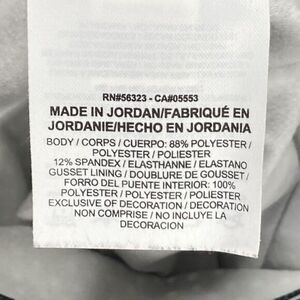 RN#56323 - CA#05553
MADE IN JORDAN/FABRIQUÉ EN
JORDANIE/HECHO EN JORDANIA
BODY / CORPS / CUERPO: 88% POLYESTER /
POLYESTER / POLIESTER
12% SPANDEX / ELASTHANNE / ELASTANO
GUSSET LINING / DOUBLURE DE GOUSSET /
FORRO DEL PUENTE INTERIOR: 100%
POLYESTER / POLYESTER / POLIESTER
EXCLUSIVE OF DECORATION / DECORATION
NON COMPRISE / NO INCLUYE LA
DECORACION